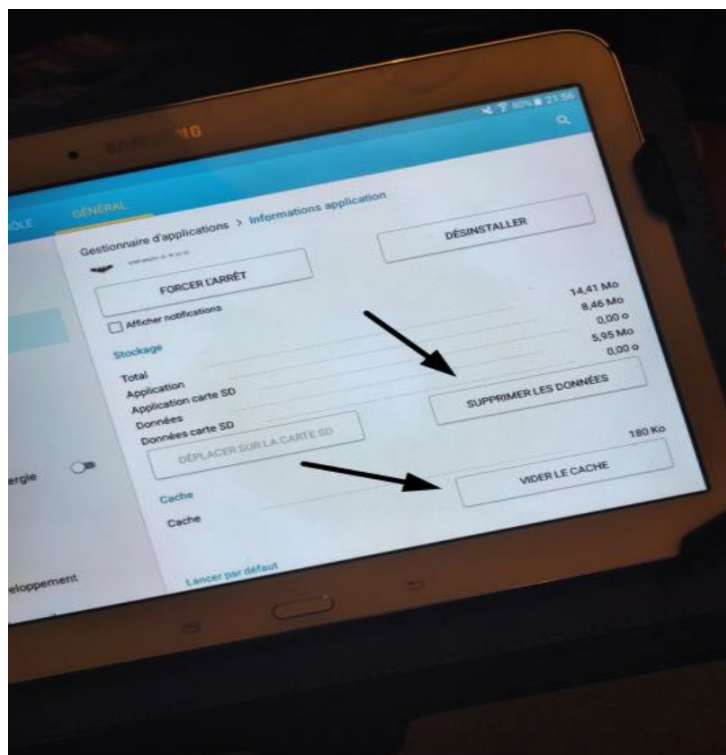 SAMSUNG
80% 21:56
GÉNÉRAL
Gestionnaire d'applications > Informations application
FORCER L'ARRÊT
DÉSINSTALLER
Afficher notifications
Stockage
Total 14,41 Mo
Application 8,46 Mo
Application carte SD 0,00 o
Données 5,95 Mo
Données carte SD 0,00 o
DÉPLACER SUR LA CARTE SD
SUPPRIMER LES DONNÉES
Cache
Cache 180 Ko
VIDER LE CACHE
Lancer par défaut
ergie
eloppement